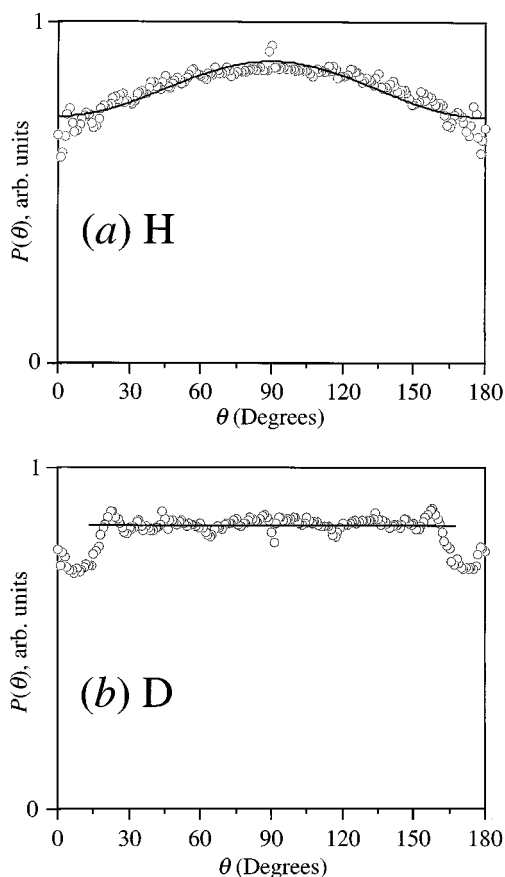 1
P(θ), arb. units
(a) H
0
0 30 60 90 120 150 180
θ (Degrees)
1
P(θ), arb. units
(b) D
0
0 30 60 90 120 150 180
θ (Degrees)